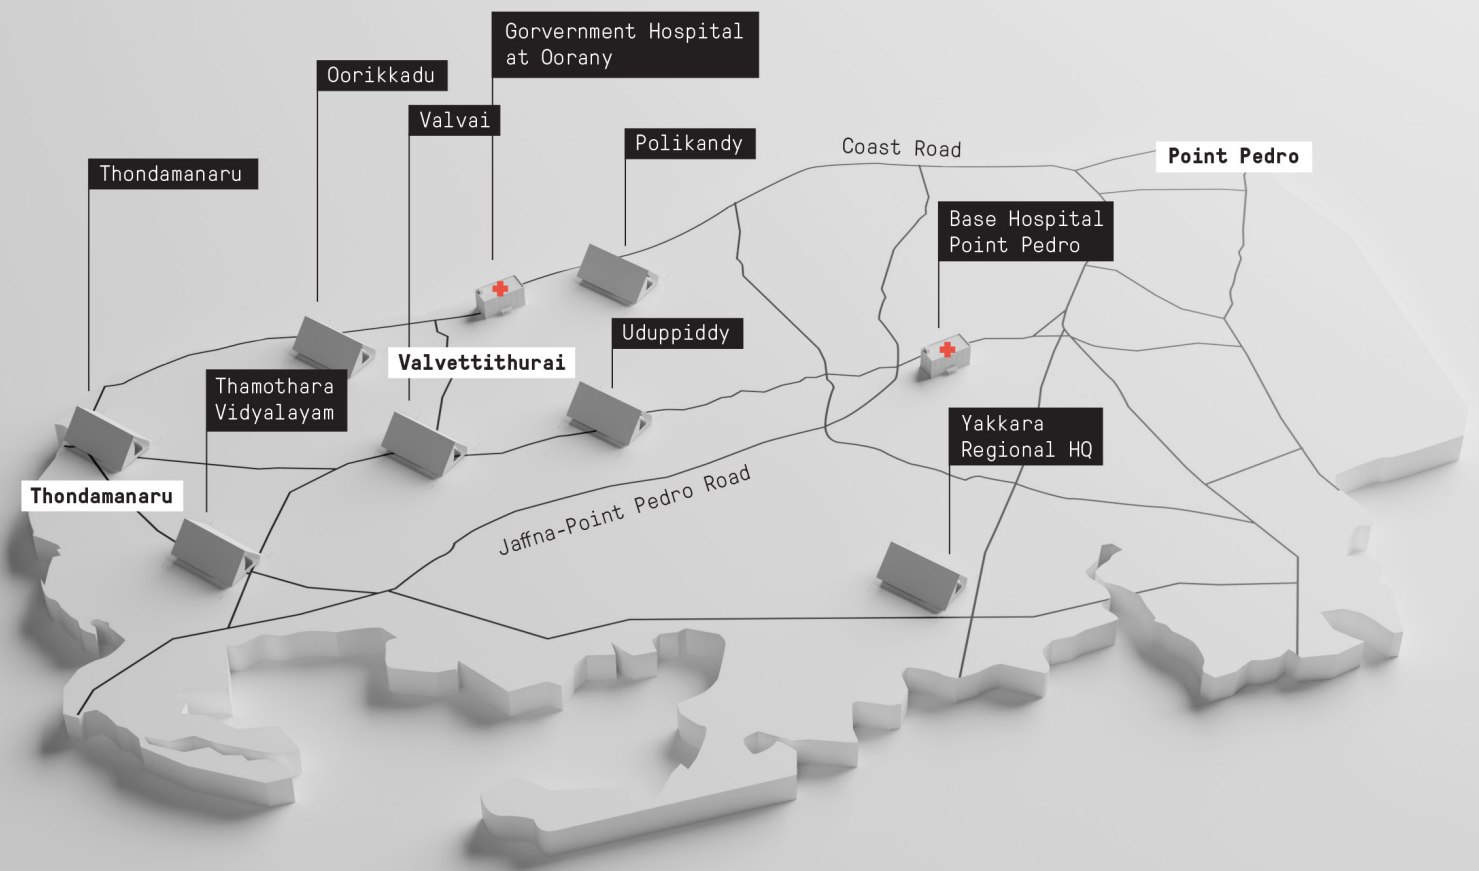 Gorvernment Hospital
at Oorany
Oorikkadu
Valvai
Polikandy
Coast Road
Point Pedro
Thondamanaru
Base Hospital
Point Pedro
Uduppiddy
Valvettithurai
Thamothara
Vidyalayam
Yakkara
Regional HQ
Thondamanaru
Jaffna-Point Pedro Road